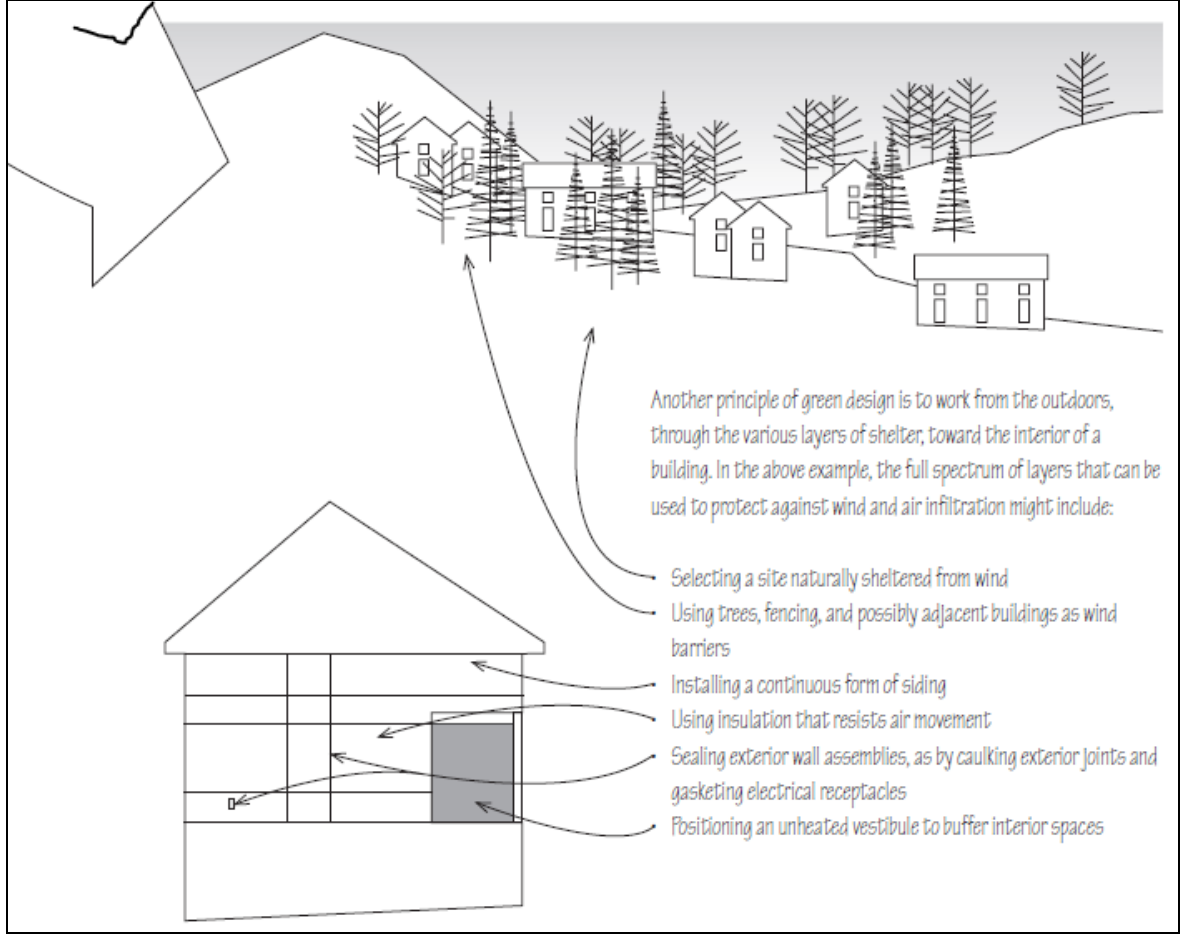 Another principle of green design is to work from the outdoors,
through the various layers of shelter, toward the interior of a
building. In the above example, the full spectrum of layers that can be
used to protect against wind and air infiltration might include:
• Selecting a site naturally sheltered from wind
• Using trees, fencing, and possibly adjacent buildings as wind
barriers
• Installing a continuous form of siding
• Using insulation that resists air movement
• Sealing exterior wall assemblies, as by caulking exterior joints and
gasketing electrical receptacles
• Positioning an unheated vestibule to buffer interior spaces